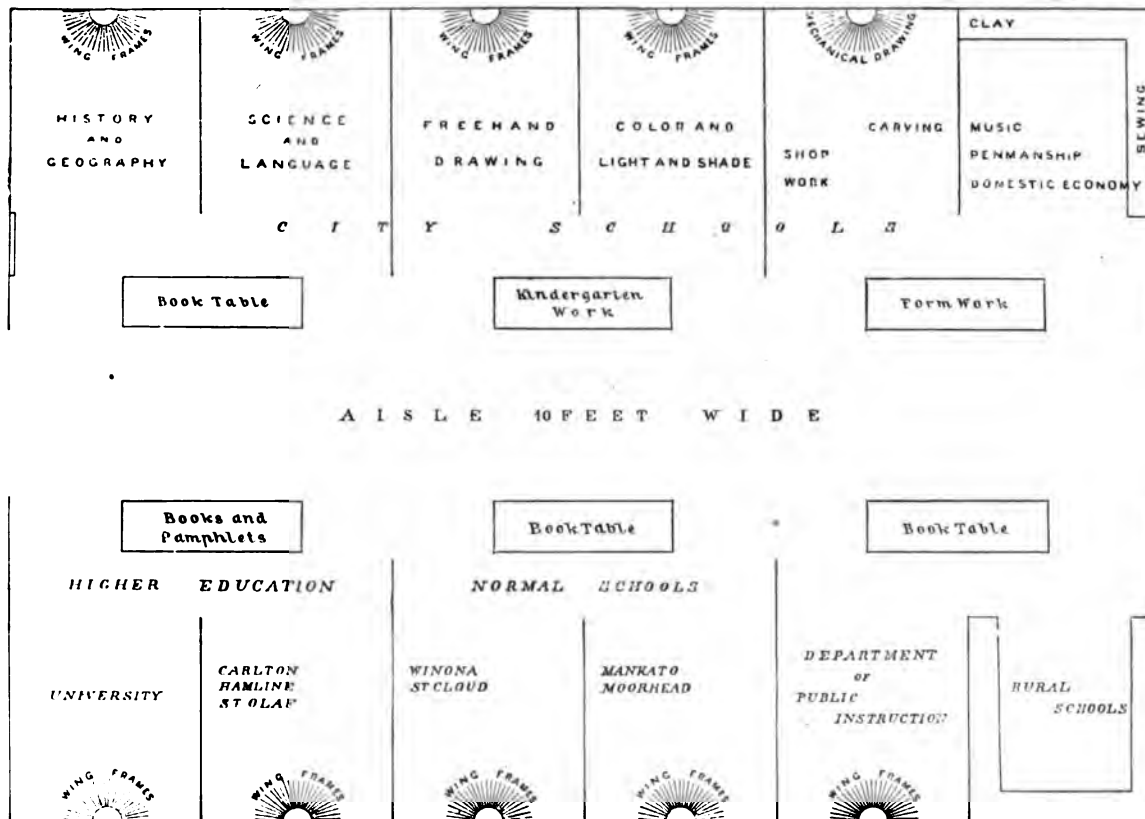 WING FRAMES
WING FRAMES
WING FRAMES
WING FRAMES
MECHANICAL DRAWING
CLAY
SEWING
HISTORY
AND
GEOGRAPHY
SCIENCE
AND
LANGUAGE
FREEHAND
DRAWING
COLOR AND
LIGHT AND SHADE
CARVING
SHOP
WORK
MUSIC
PENMANSHIP
DOMESTIC ECONOMY
CITY SCHOOLS
Book Table
Kindergarten
Work
Form Work
AISLE 10 FEET WIDE
Books and
Pamphlets
Book Table
Book Table
HIGHER EDUCATION
NORMAL SCHOOLS
UNIVERSITY
CARLTON
HAMLINE
ST OLAF
WINONA
ST CLOUD
MANKATO
MOORHEAD
DEPARTMENT
OF
PUBLIC
INSTRUCTION
RURAL
SCHOOLS
WING FRAMES
WING FRAMES
WING FRAMES
WING FRAMES
WING FRAMES